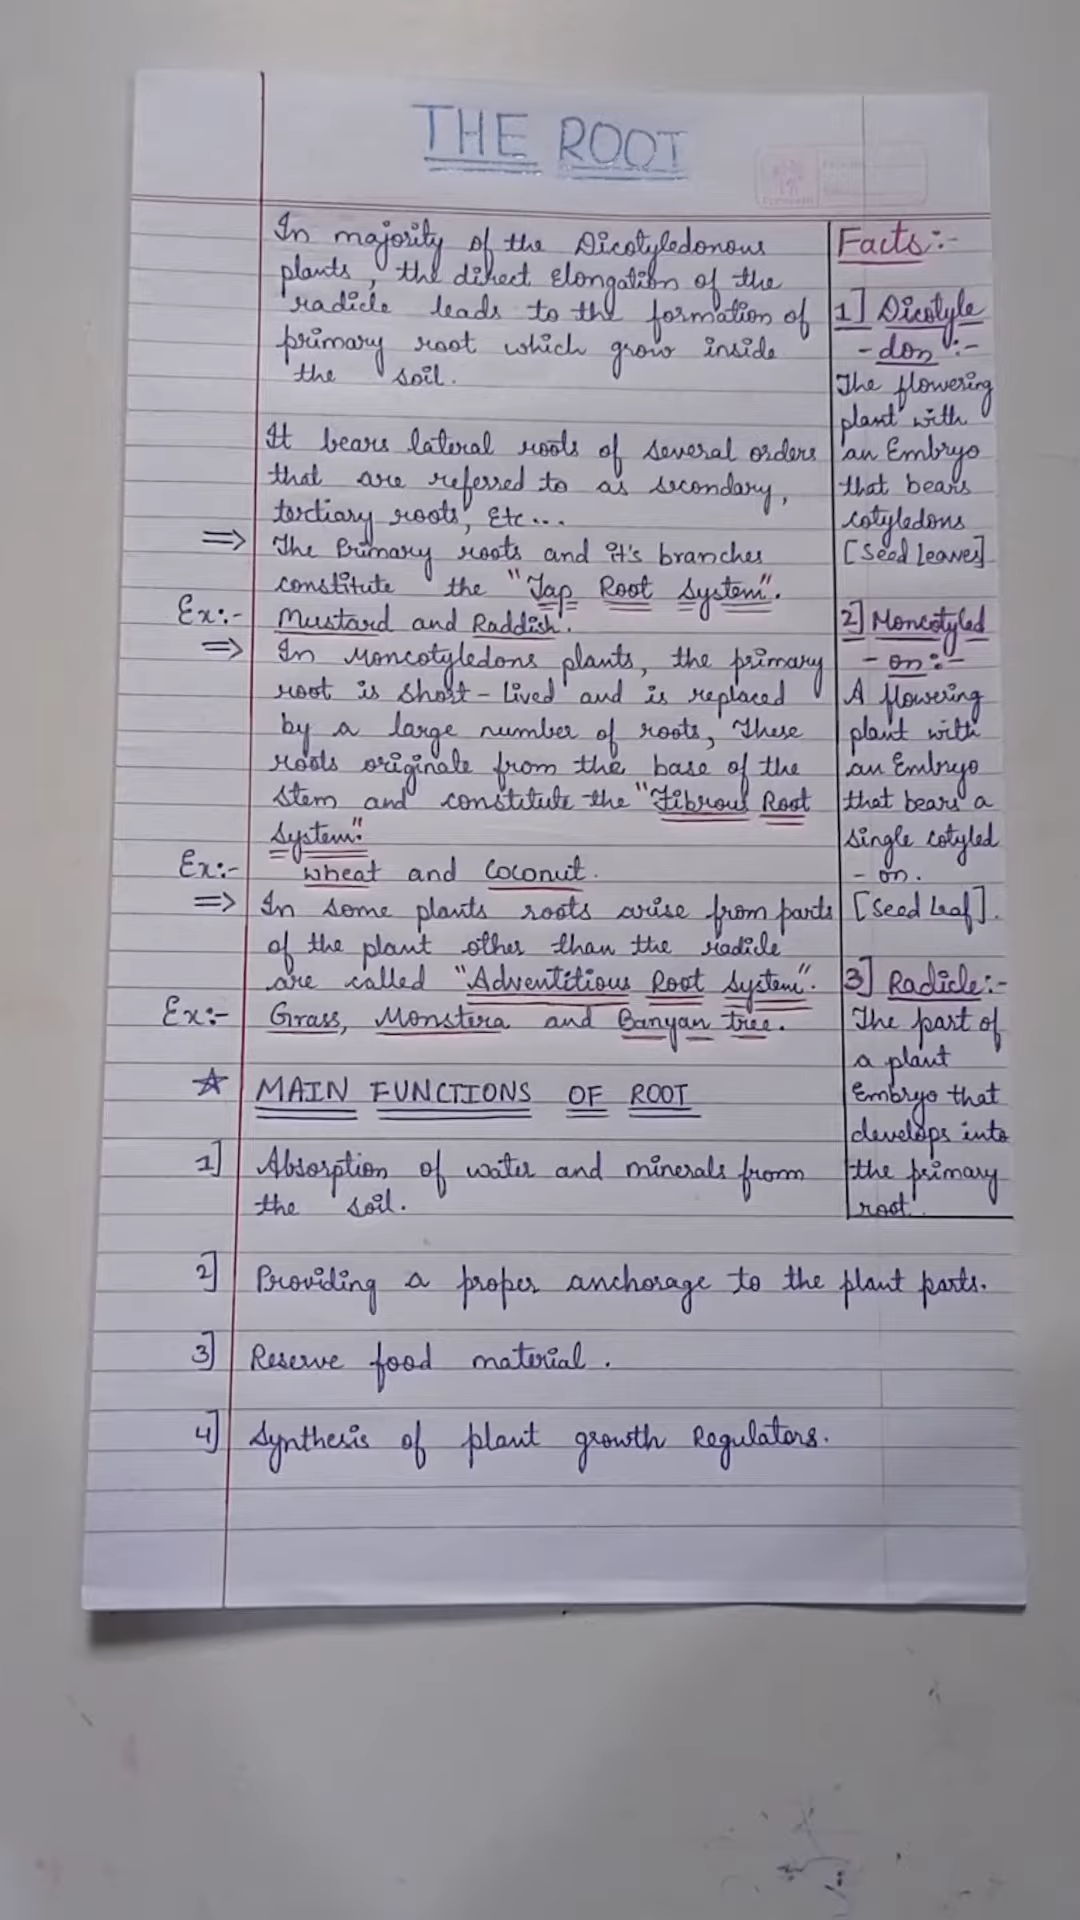 THE ROOT
In majority of the Dicotyledonous
plants, the direct elongation of the
radicle leads to the formation of
primary root which grow inside
the soil.
It bears lateral roots of several orders
that are referred to as secondary,
tertiary roots, Etc...
⇒ The Primary roots and it's branches
constitute the "Tap Root System".
Ex:- Mustard and Raddish.
⇒ In Moncotyledons plants, the primary
root is short-lived and is replaced
by a large number of roots, These
roots originate from the base of the
stem and constitute the "Fibrous Root
System."
Ex:- Wheat and Coconut.
⇒ In some plants roots arise from parts
of the plant other than the radicle
are called "Adventitious Root System".
Ex:- Grass, Monstera and Banyan tree.
☆ MAIN FUNCTIONS OF ROOT
1] Absorption of water and minerals from
the soil.
2] Providing a proper anchorage to the plant parts.
3] Reserve food material.
4] Synthesis of plant growth Regulators.
Facts:-
1] Dicotyle
-don:-
The flowering
plant with
an Embryo
that bears
cotyledons
[Seed Leaves]
2] Moncotyled
-on:-
A flowering
plant with
an Embryo
that bears a
single cotyled
-on.
[Seed Leaf].
3] Radicle:-
The part of
a plant
Embryo that
develops into
the primary
root.